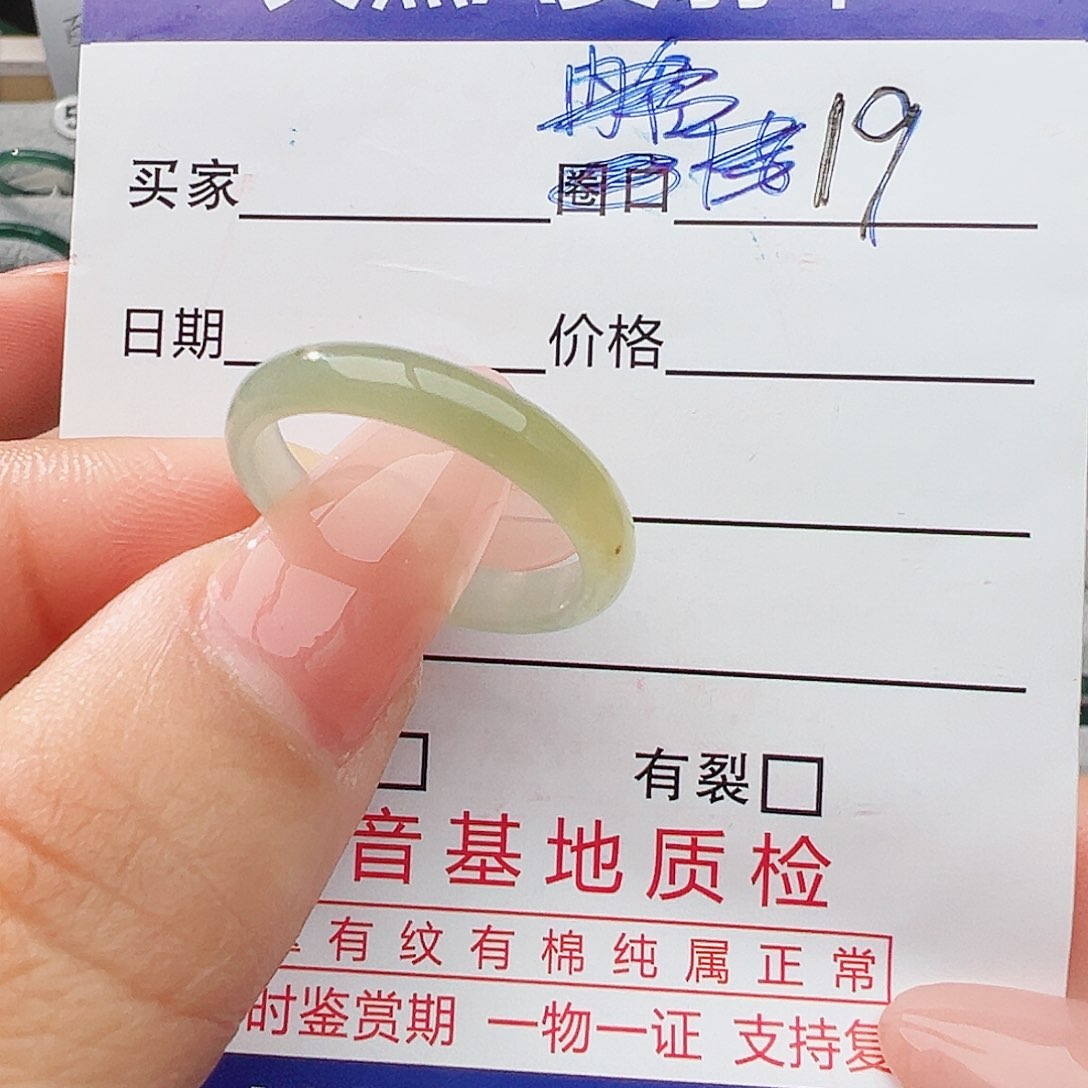 买家 圈口 19
日期 价格
有裂
音基地质检
有纹有棉纯属正常
时鉴赏期 一物一证 支持复